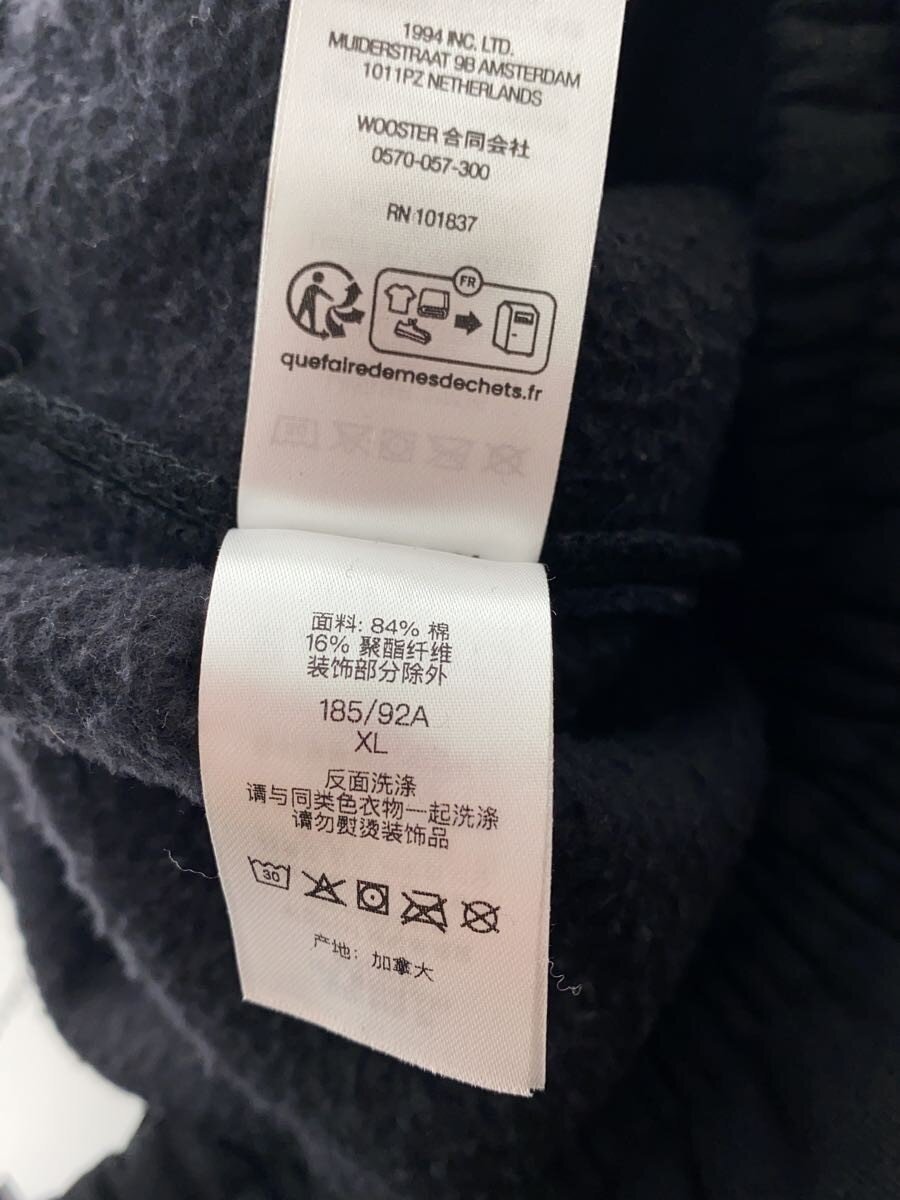 1994 INC. LTD.
MUIDERSTRAAT 9B AMSTERDAM
1011PZ NETHERLANDS
WOOSTER 合同会社
0570-057-300
RN 101837
FR
quefairedemesdechets.fr
面料: 84% 棉
16% 聚酯纤维
装饰部分除外
185/92A
XL
反面洗涤
请与同类色衣物一起洗涤
请勿熨烫装饰品
30
产地: 加拿大